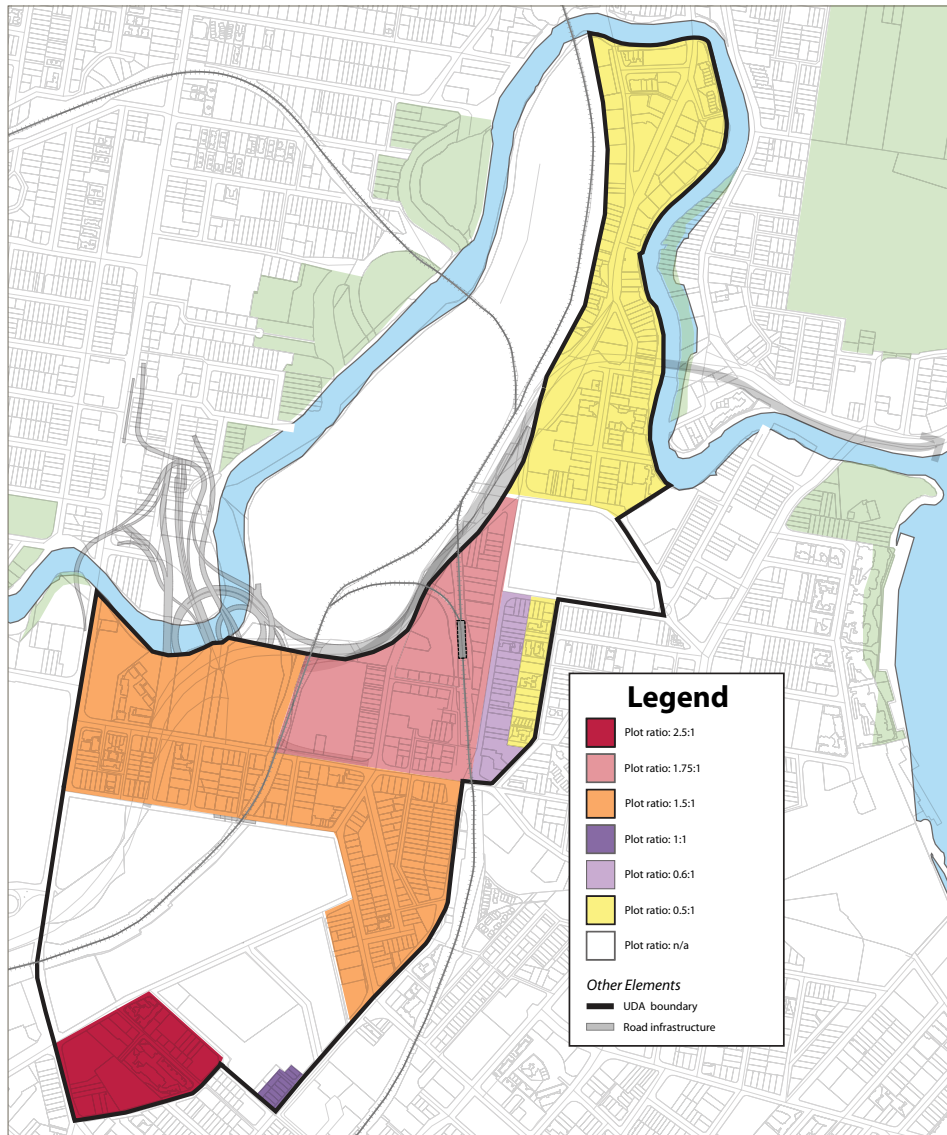 Legend
Plot ratio: 2.5:1
Plot ratio: 1.75:1
Plot ratio: 1.5:1
Plot ratio: 1:1
Plot ratio: 0.6:1
Plot ratio: 0.5:1
Plot ratio: n/a
Other Elements
UDA boundary
Road infrastructure